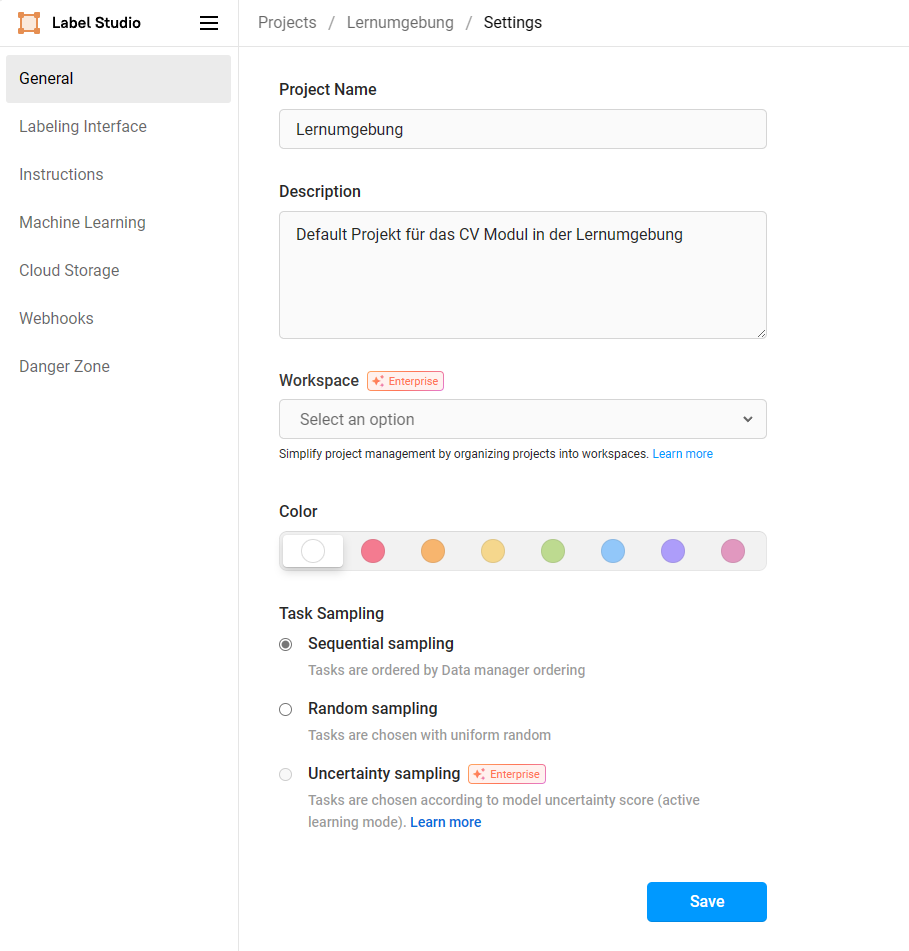 Label Studio
Projects / Lernumgebung / Settings
General
Labeling Interface
Instructions
Machine Learning
Cloud Storage
Webhooks
Danger Zone
Project Name
Lernumgebung
Description
Default Projekt für das CV Modul in der Lernumgebung
Workspace Enterprise
Select an option
Simplify project management by organizing projects into workspaces. Learn more
Color
Task Sampling
Sequential sampling
Tasks are ordered by Data manager ordering
Random sampling
Tasks are chosen with uniform random
Uncertainty sampling Enterprise
Tasks are chosen according to model uncertainty score (active
learning mode). Learn more
Save